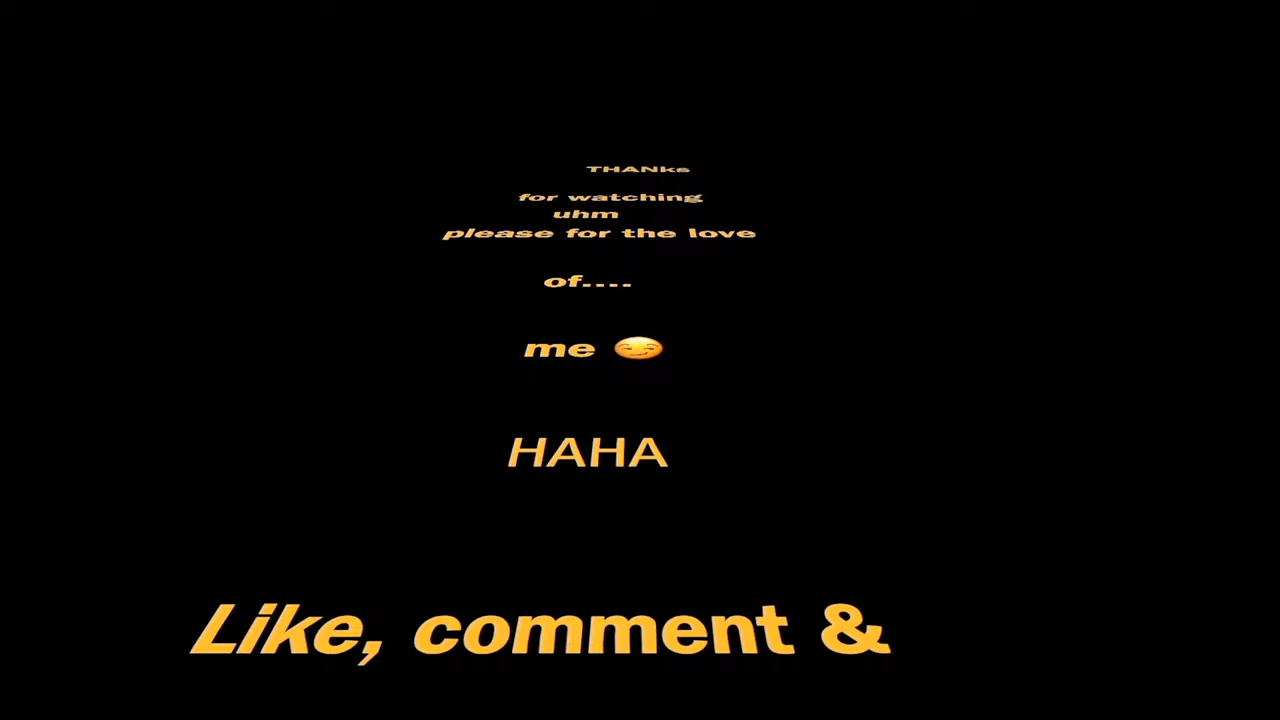 THANks
for watching
uhm
please for the love
of....
me 😏
HAHA
Like, comment &